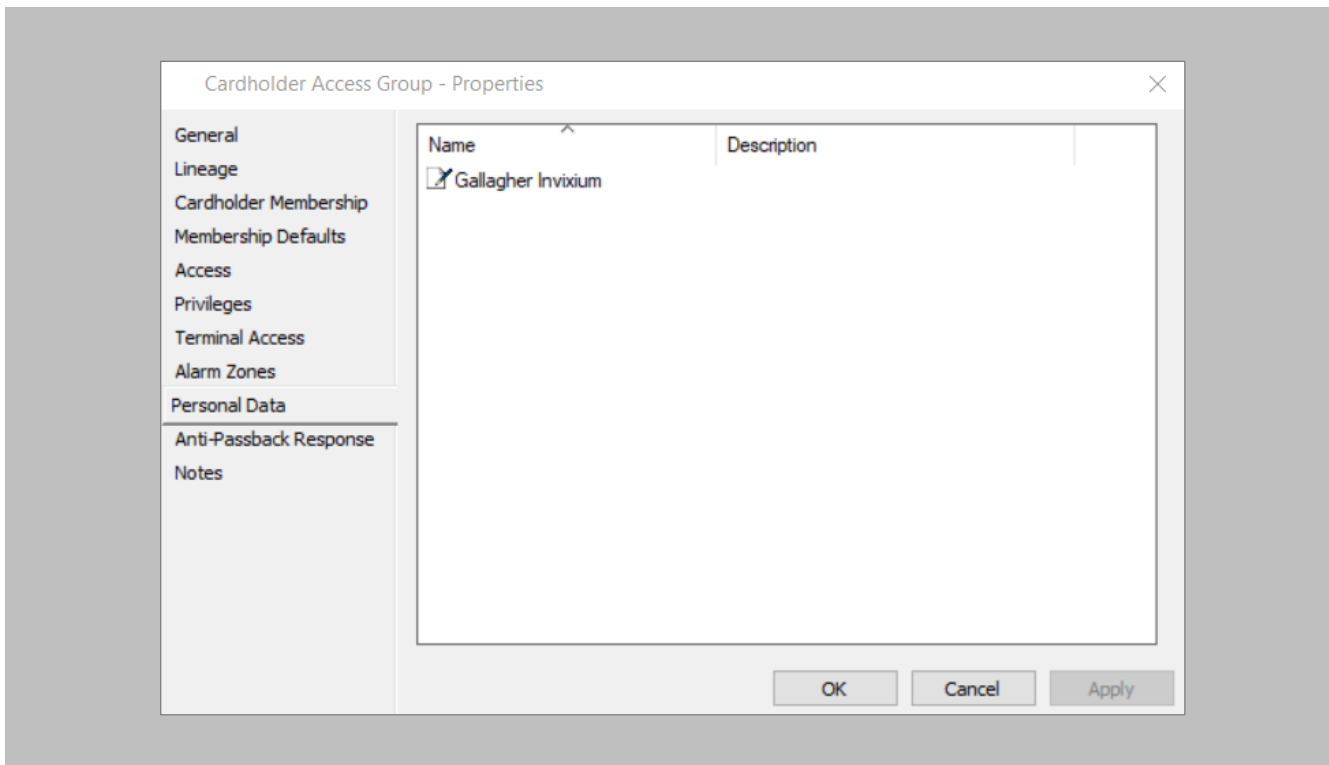 Cardholder Access Group - Properties
General
Lineage
Cardholder Membership
Membership Defaults
Access
Privileges
Terminal Access
Alarm Zones
Personal Data
Anti-Passback Response
Notes
Name Description
Gallagher Invixium
OK Cancel Apply